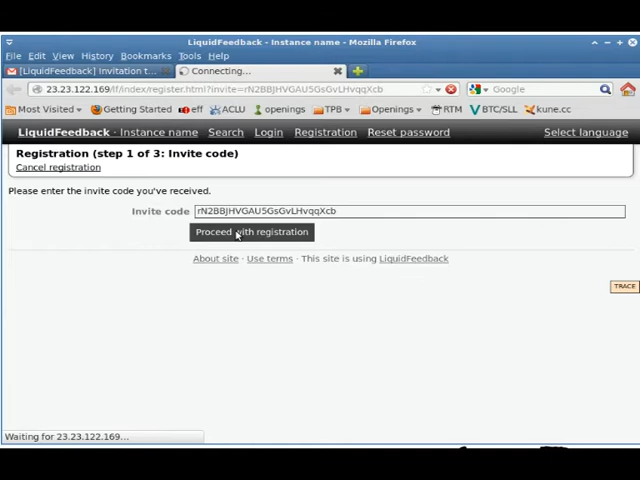 LiquidFeedback - Instance name - Mozilla Firefox
File Edit View History Bookmarks Tools Help
[LiquidFeedback] Invitation t... Connecting...
23.23.122.169/lf/index/register.html?invite=rN2BBJHVGAU5GsGvLHvqqXcb Google
Most Visited Getting Started eff ACLU openings TPB Openings RTM BTC/SLL kune.cc
LiquidFeedback · Instance name Search Login Registration Reset password Select language
Registration (step 1 of 3: Invite code)
Cancel registration
Please enter the invite code you've received.
Invite code rN2BBJHVGAU5GsGvLHvqqXcb
Proceed with registration
About site · Use terms · This site is using LiquidFeedback
TRACE
Waiting for 23.23.122.169...